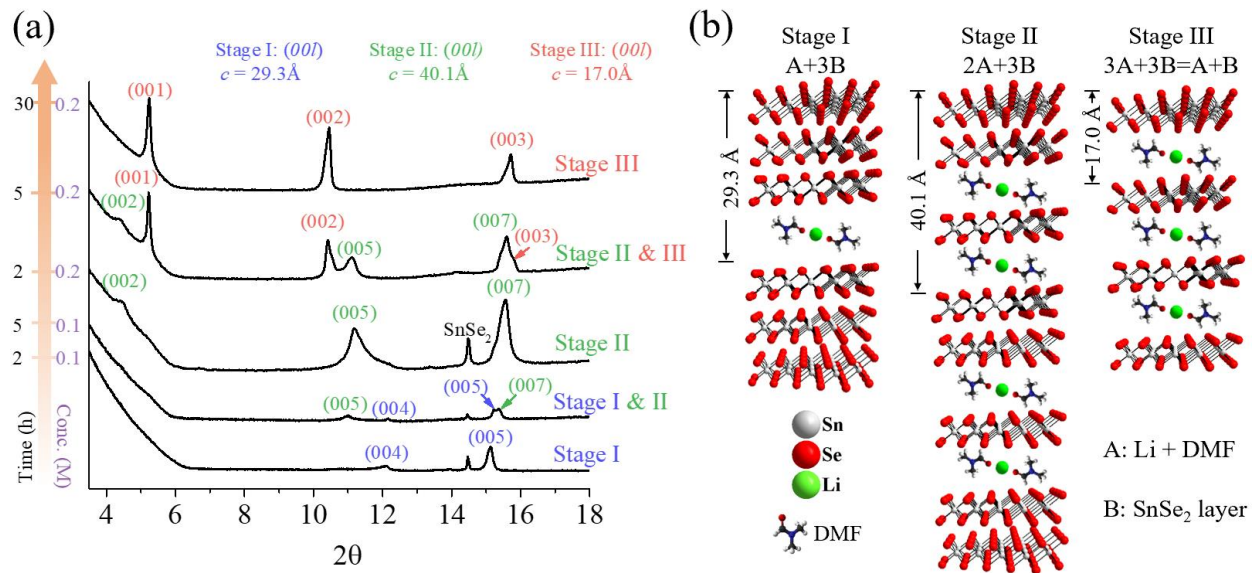 (a)
Stage I: (00l) Stage II: (00l) Stage III: (00l)
c = 29.3Å c = 40.1Å c = 17.0Å
30 0.2
(001)
(002)
(003)
Stage III
5 0.2
(002)
(001)
(002)
(005)
(007)
(003)
Stage II & III
2 0.2
(002)
(005)
SnSe2
(007)
Stage II
5 0.1
2 0.1
(005)
(004)
(005)
(007)
Stage I & II
(004)
(005)
Stage I
Time (h)
Conc. (M)
4 6 8 10 12 14 16 18
2θ
(b)
Stage I
A+3B
29.3 Å
Stage II
2A+3B
40.1 Å
Stage III
3A+3B=A+B
17.0 Å
Sn
Se
Li
DMF
A: Li + DMF
B: SnSe2 layer